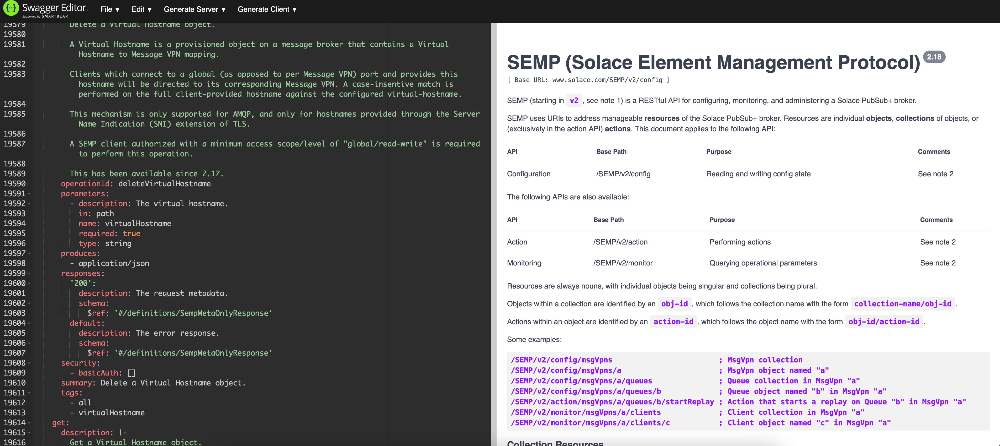 Swagger Editor
Supported by SMARTBEAR
File ▼ Edit ▼ Generate Server ▼ Generate Client ▼
19579 Delete a Virtual Hostname object.
19580
19581 A Virtual Hostname is a provisioned object on a message broker that contains a Virtual
Hostname to Message VPN mapping.
19582
19583 Clients which connect to a global (as opposed to per Message VPN) port and provides this
hostname will be directed to its corresponding Message VPN. A case-insentive match is
performed on the full client-provided hostname against the configured virtual-hostname.
19584
19585 This mechanism is only supported for AMQP, and only for hostnames provided through the Server
Name Indication (SNI) extension of TLS.
19586
19587 A SEMP client authorized with a minimum access scope/level of "global/read-write" is required
to perform this operation.
19588
19589 This has been available since 2.17.
19590 operationId: deleteVirtualHostname
19591 parameters:
19592 - description: The virtual hostname.
19593 in: path
19594 name: virtualHostname
19595 required: true
19596 type: string
19597 produces:
19598 - application/json
19599 responses:
19600 '200':
19601 description: The request metadata.
19602 schema:
19603 $ref: '#/definitions/SempMetaOnlyResponse'
19604 default:
19605 description: The error response.
19606 schema:
19607 $ref: '#/definitions/SempMetaOnlyResponse'
19608 security:
19609 - basicAuth: []
19610 summary: Delete a Virtual Hostname object.
19611 tags:
19612 - all
19613 - virtualHostname
19614 get:
19615 description: |-
19616 Get a Virtual Hostname object.
SEMP (Solace Element Management Protocol) 2.18
[ Base URL: www.solace.com/SEMP/v2/config ]
SEMP (starting in v2 , see note 1) is a RESTful API for configuring, monitoring, and administering a Solace PubSub+ broker.
SEMP uses URIs to address manageable resources of the Solace PubSub+ broker. Resources are individual objects, collections of objects, or
(exclusively in the action API) actions. This document applies to the following API:
API Base Path Purpose Comments
Configuration /SEMP/v2/config Reading and writing config state See note 2
The following APIs are also available:
API Base Path Purpose Comments
Action /SEMP/v2/action Performing actions See note 2
Monitoring /SEMP/v2/monitor Querying operational parameters See note 2
Resources are always nouns, with individual objects being singular and collections being plural.
Objects within a collection are identified by an obj-id , which follows the collection name with the form collection-name/obj-id .
Actions within an object are identified by an action-id , which follows the object name with the form obj-id/action-id .
Some examples:
/SEMP/v2/config/msgVpns ; MsgVpn collection
/SEMP/v2/config/msgVpns/a ; MsgVpn object named "a"
/SEMP/v2/config/msgVpns/a/queues ; Queue collection in MsgVpn "a"
/SEMP/v2/config/msgVpns/a/queues/b ; Queue object named "b" in MsgVpn "a"
/SEMP/v2/action/msgVpns/a/queues/b/startReplay ; Action that starts a replay on Queue "b" in MsgVpn "a"
/SEMP/v2/monitor/msgVpns/a/clients ; Client collection in MsgVpn "a"
/SEMP/v2/monitor/msgVpns/a/clients/c ; Client object named "c" in MsgVpn "a"
Collection Resources